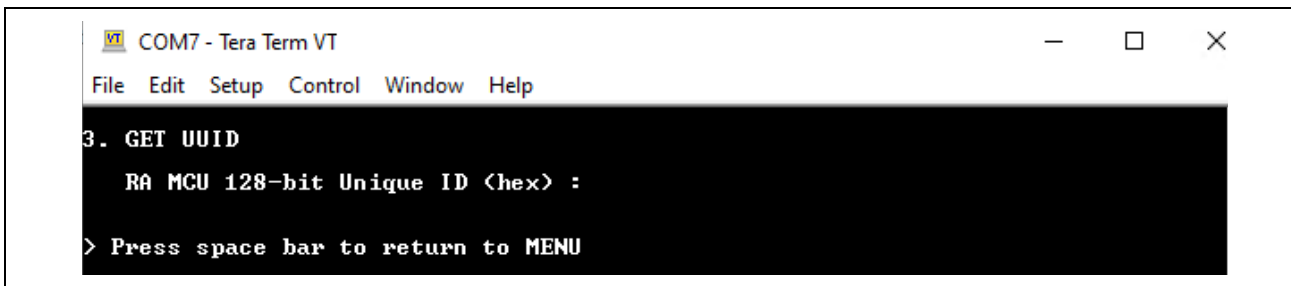 COM7 - Tera Term VT
File Edit Setup Control Window Help
3. GET UUID
RA MCU 128-bit Unique ID (hex) :
> Press space bar to return to MENU